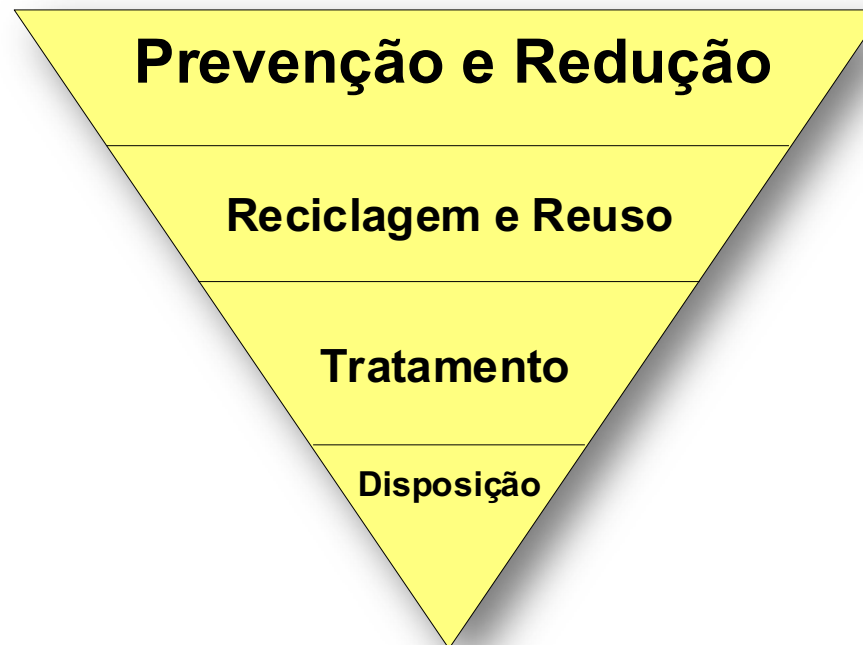 Prevenção e Redução
Reciclagem e Reuso
Tratamento
Disposição